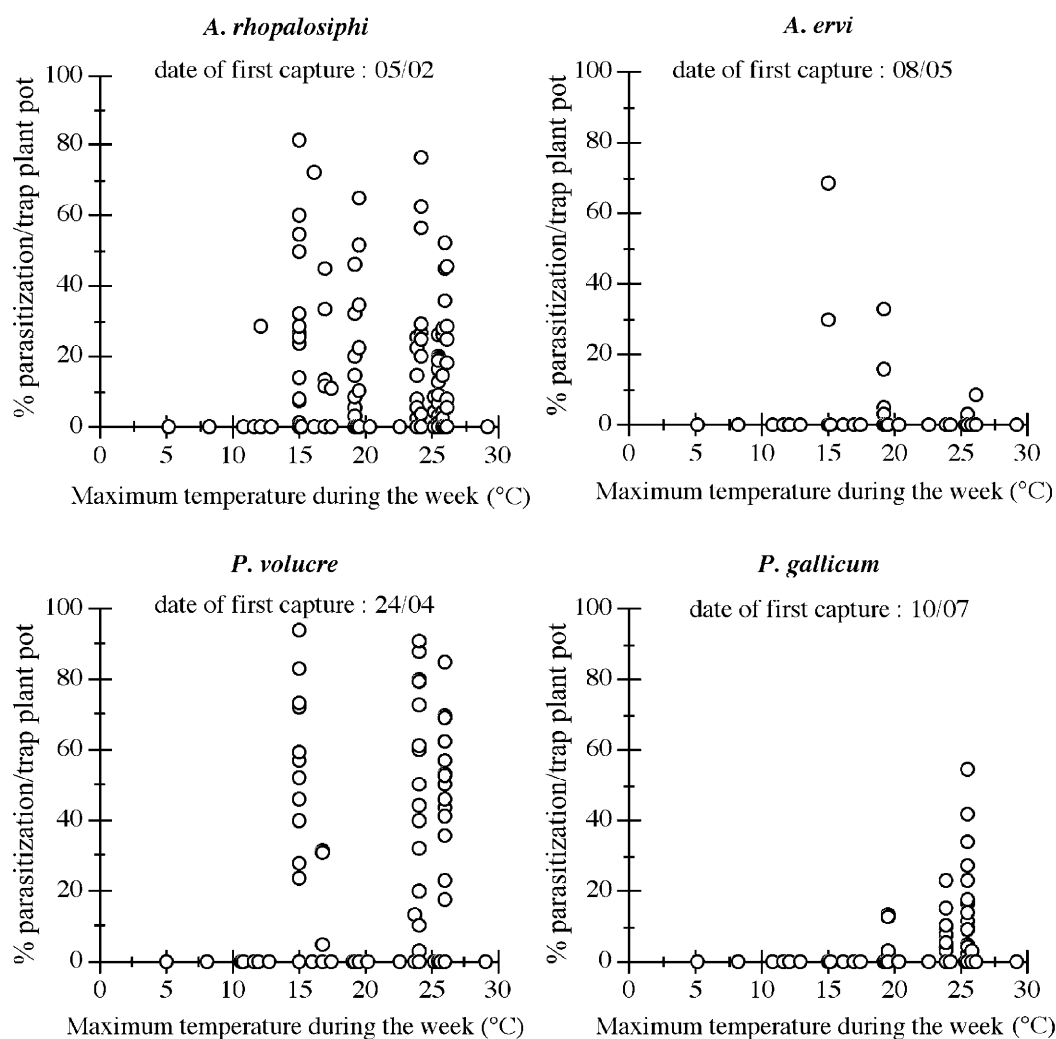 A. rhopalosiphi
date of first capture : 05/02
% parasitization/trap plant pot
100
80
60
40
20
0
0 5 10 15 20 25 30
Maximum temperature during the week (°C)
A. ervi
date of first capture : 08/05
% parasitization/trap plant pot
100
80
60
40
20
0
0 5 10 15 20 25 30
Maximum temperature during the week (°C)
P. volucre
date of first capture : 24/04
% parasitization/trap plant pot
100
80
60
40
20
0
0 5 10 15 20 25 30
Maximum temperature during the week (°C)
P. gallicum
date of first capture : 10/07
% parasitization/trap plant pot
100
80
60
40
20
0
0 5 10 15 20 25 30
Maximum temperature during the week (°C)